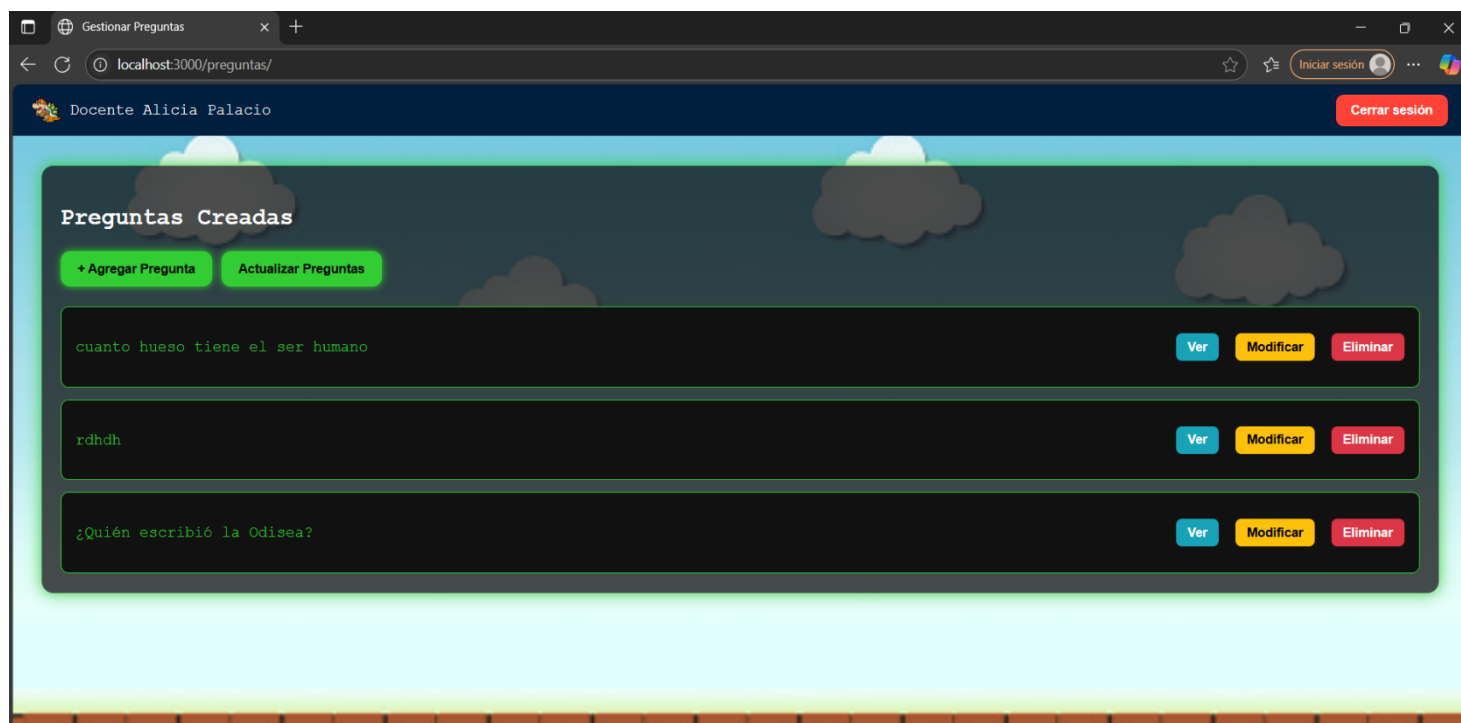 Gestionar Preguntas
localhost:3000/preguntas/
Iniciar sesión
Docente Alicia Palacio
Cerrar sesión
Preguntas Creadas
+ Agregar Pregunta Actualizar Preguntas
cuanto hueso tiene el ser humano Ver Modificar Eliminar
rdhdh Ver Modificar Eliminar
¿Quién escribió la Odisea? Ver Modificar Eliminar